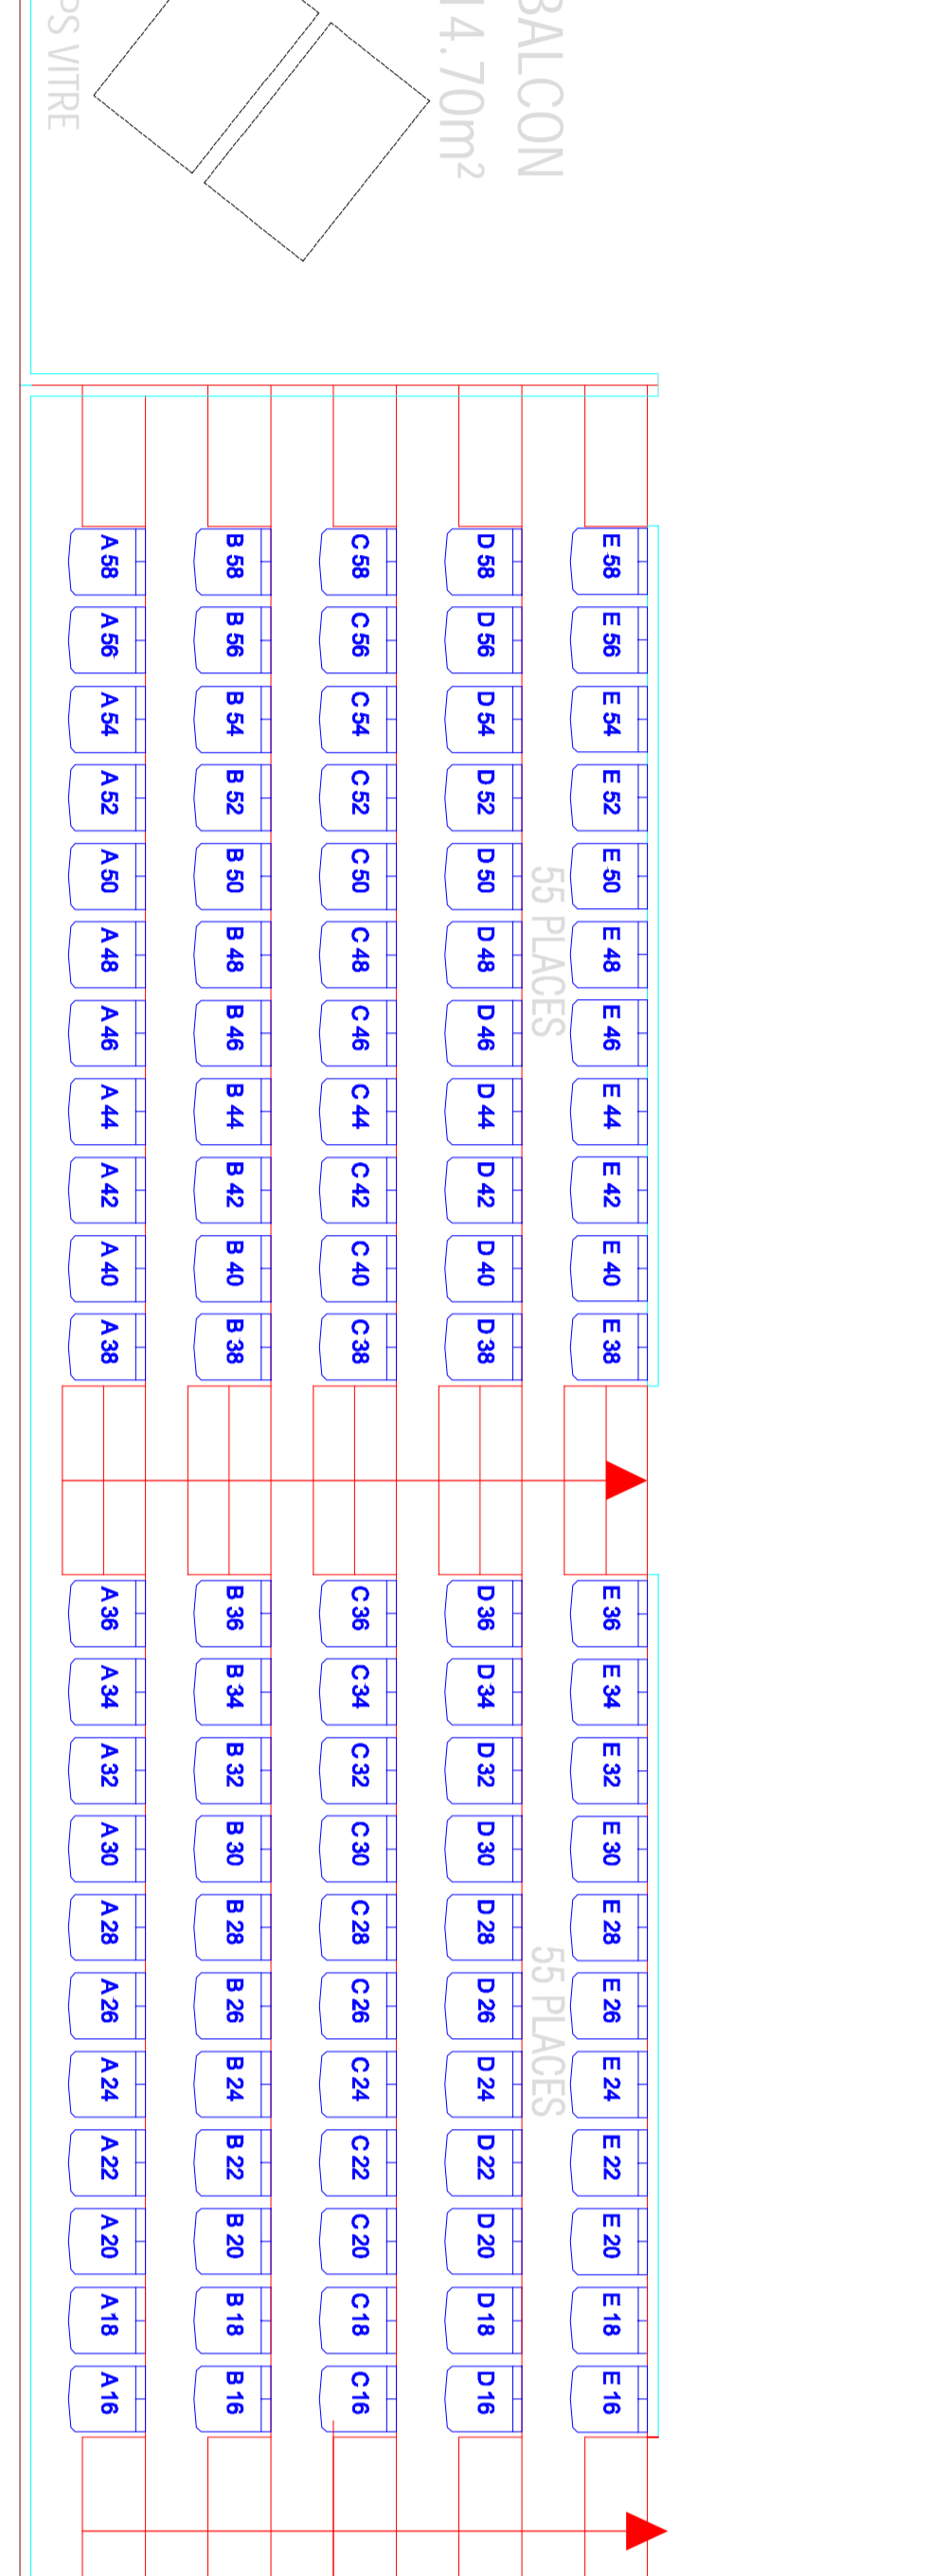 BALCON
14.70m²
PS VITRE
A 58 B 58 C 58 D 58 E 58
A 56 B 56 C 56 D 56 E 56
A 54 B 54 C 54 D 54 E 54
A 52 B 52 C 52 D 52 E 52
A 50 B 50 C 50 D 50 E 50
55 PLACES
A 48 B 48 C 48 D 48 E 48
A 46 B 46 C 46 D 46 E 46
A 44 B 44 C 44 D 44 E 44
A 42 B 42 C 42 D 42 E 42
A 40 B 40 C 40 D 40 E 40
A 38 B 38 C 38 D 38 E 38
A 36 B 36 C 36 D 36 E 36
A 34 B 34 C 34 D 34 E 34
A 32 B 32 C 32 D 32 E 32
A 30 B 30 C 30 D 30 E 30
A 28 B 28 C 28 D 28 E 28
55 PLACES
A 26 B 26 C 26 D 26 E 26
A 24 B 24 C 24 D 24 E 24
A 22 B 22 C 22 D 22 E 22
A 20 B 20 C 20 D 20 E 20
A 18 B 18 C 18 D 18 E 18
A 16 B 16 C 16 D 16 E 16